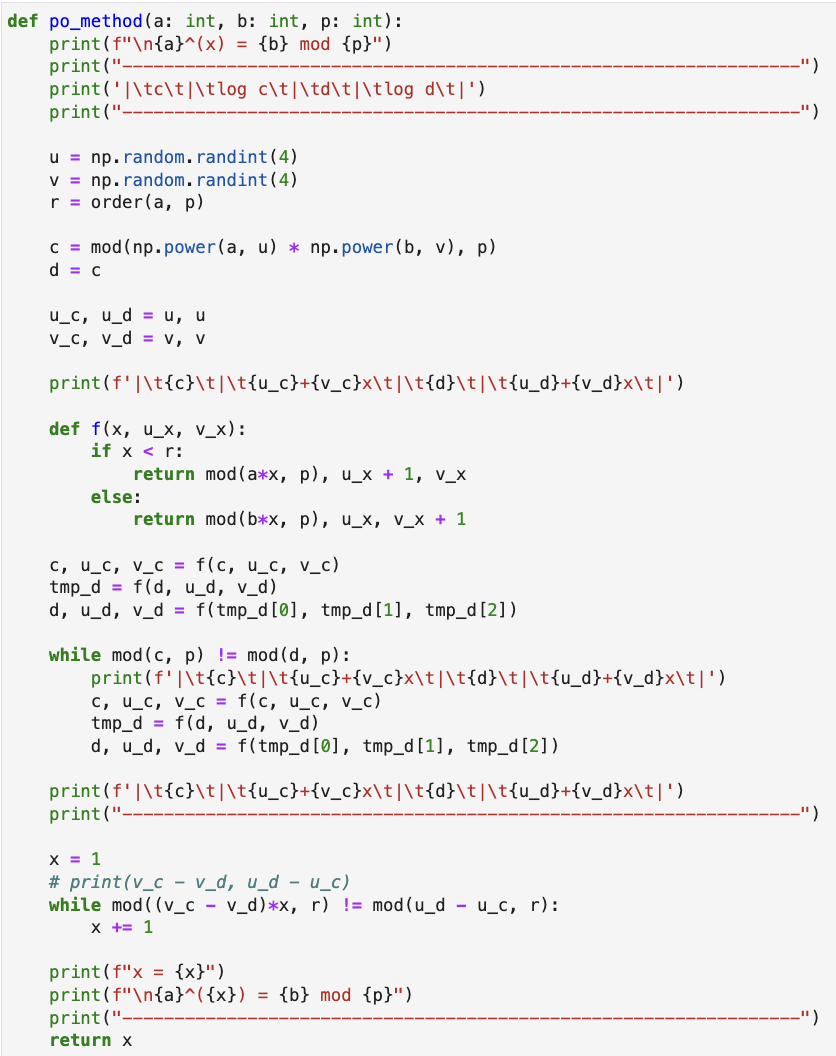 def po_method(a: int, b: int, p: int):
    print(f"\n{a}^(x) = {b} mod {p}")
    print("—————————————————————————————————————————————————————————————————")
    print('|\tc\t|\tlog c\t|\td\t|\tlog d\t|')
    print("—————————————————————————————————————————————————————————————————")

    u = np.random.randint(4)
    v = np.random.randint(4)
    r = order(a, p)

    c = mod(np.power(a, u) * np.power(b, v), p)
    d = c

    u_c, u_d = u, u
    v_c, v_d = v, v

    print(f'|\t{c}\t|\t{u_c}+{v_c}x\t|\t{d}\t|\t{u_d}+{v_d}x\t|')

    def f(x, u_x, v_x):
        if x < r:
            return mod(a*x, p), u_x + 1, v_x
        else:
            return mod(b*x, p), u_x, v_x + 1

    c, u_c, v_c = f(c, u_c, v_c)
    tmp_d = f(d, u_d, v_d)
    d, u_d, v_d = f(tmp_d[0], tmp_d[1], tmp_d[2])

    while mod(c, p) != mod(d, p):
        print(f'|\t{c}\t|\t{u_c}+{v_c}x\t|\t{d}\t|\t{u_d}+{v_d}x\t|')
        c, u_c, v_c = f(c, u_c, v_c)
        tmp_d = f(d, u_d, v_d)
        d, u_d, v_d = f(tmp_d[0], tmp_d[1], tmp_d[2])

    print(f'|\t{c}\t|\t{u_c}+{v_c}x\t|\t{d}\t|\t{u_d}+{v_d}x\t|')
    print("—————————————————————————————————————————————————————————————————")

    x = 1
    # print(v_c - v_d, u_d - u_c)
    while mod((v_c - v_d)*x, r) != mod(u_d - u_c, r):
        x += 1

    print(f"x = {x}")
    print(f"\n{a}^({x}) = {b} mod {p}")
    print("—————————————————————————————————————————————————————————————————")
    return x